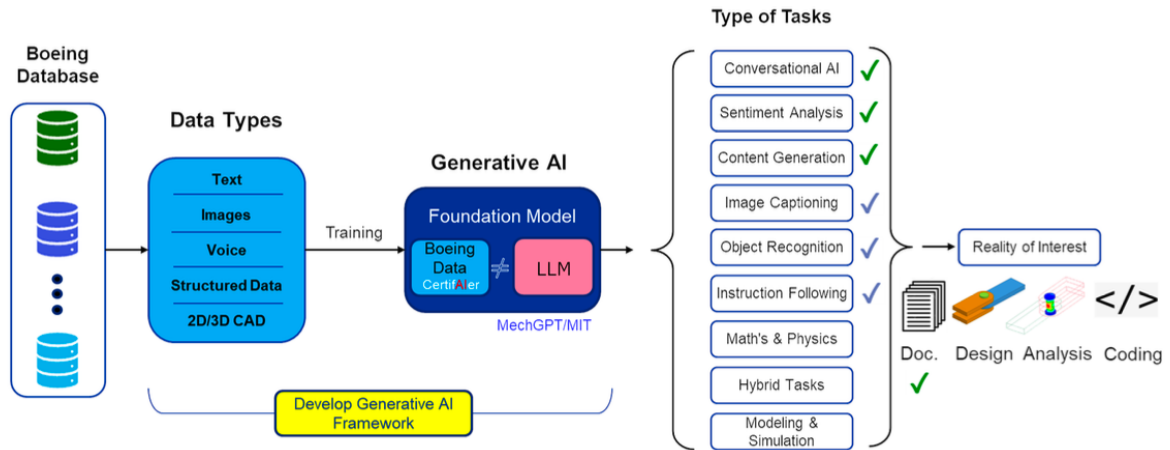 Type of Tasks
Boeing
Database
Data Types
Text
Images
Voice
Structured Data
2D/3D CAD
Training
Generative AI
Foundation Model
Boeing
Data
CertifAIer
≠
LLM
MechGPT/MIT
Develop Generative AI
Framework
Conversational AI
Sentiment Analysis
Content Generation
Image Captioning
Object Recognition
Instruction Following
Math's & Physics
Hybrid Tasks
Modeling &
Simulation
Reality of Interest
</>
Doc. Design Analysis Coding